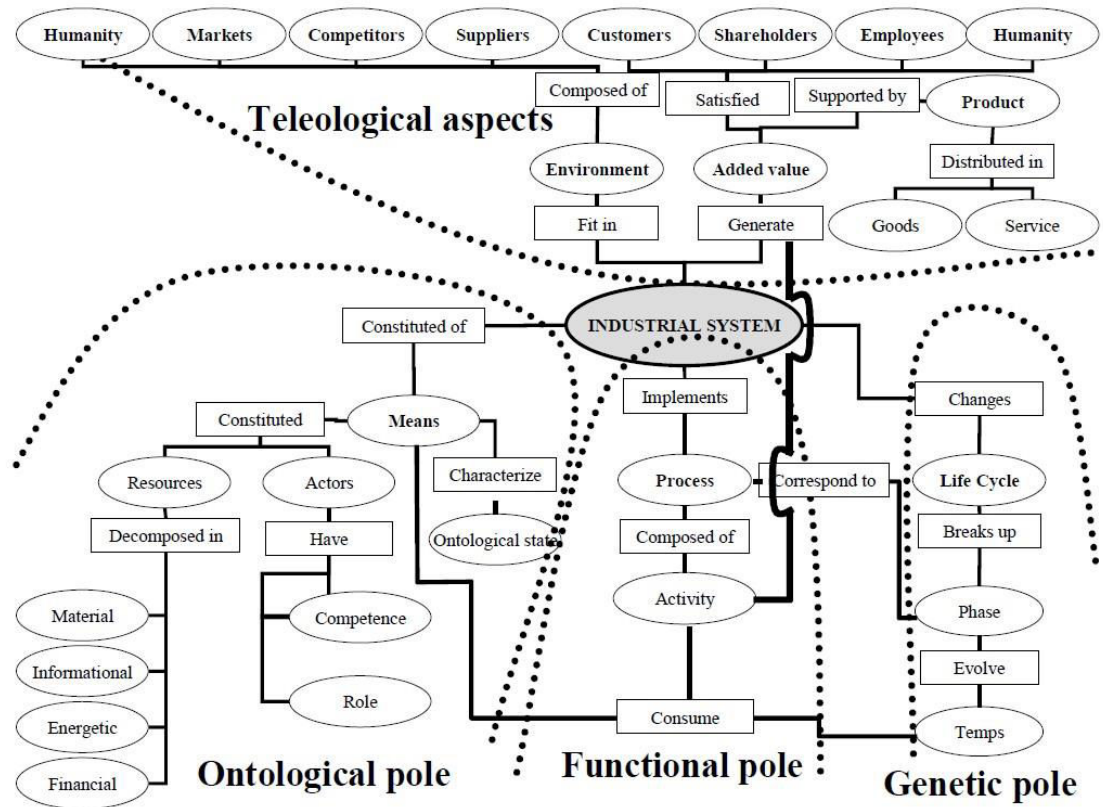 Humanity
Markets
Competitors
Suppliers
Customers
Shareholders
Employees
Humanity
Composed of
Satisfied
Supported by
Product
Teleological aspects
Environment
Added value
Distributed in
Fit in
Generate
Goods
Service
Constituted of
INDUSTRIAL SYSTEM
Implements
Changes
Constituted
Means
Resources
Actors
Characterize
Process
Correspond to
Life Cycle
Decomposed in
Have
Ontological state
Composed of
Breaks up
Material
Competence
Activity
Phase
Informational
Evolve
Role
Energetic
Consume
Temps
Financial
Ontological pole
Functional pole
Genetic pole